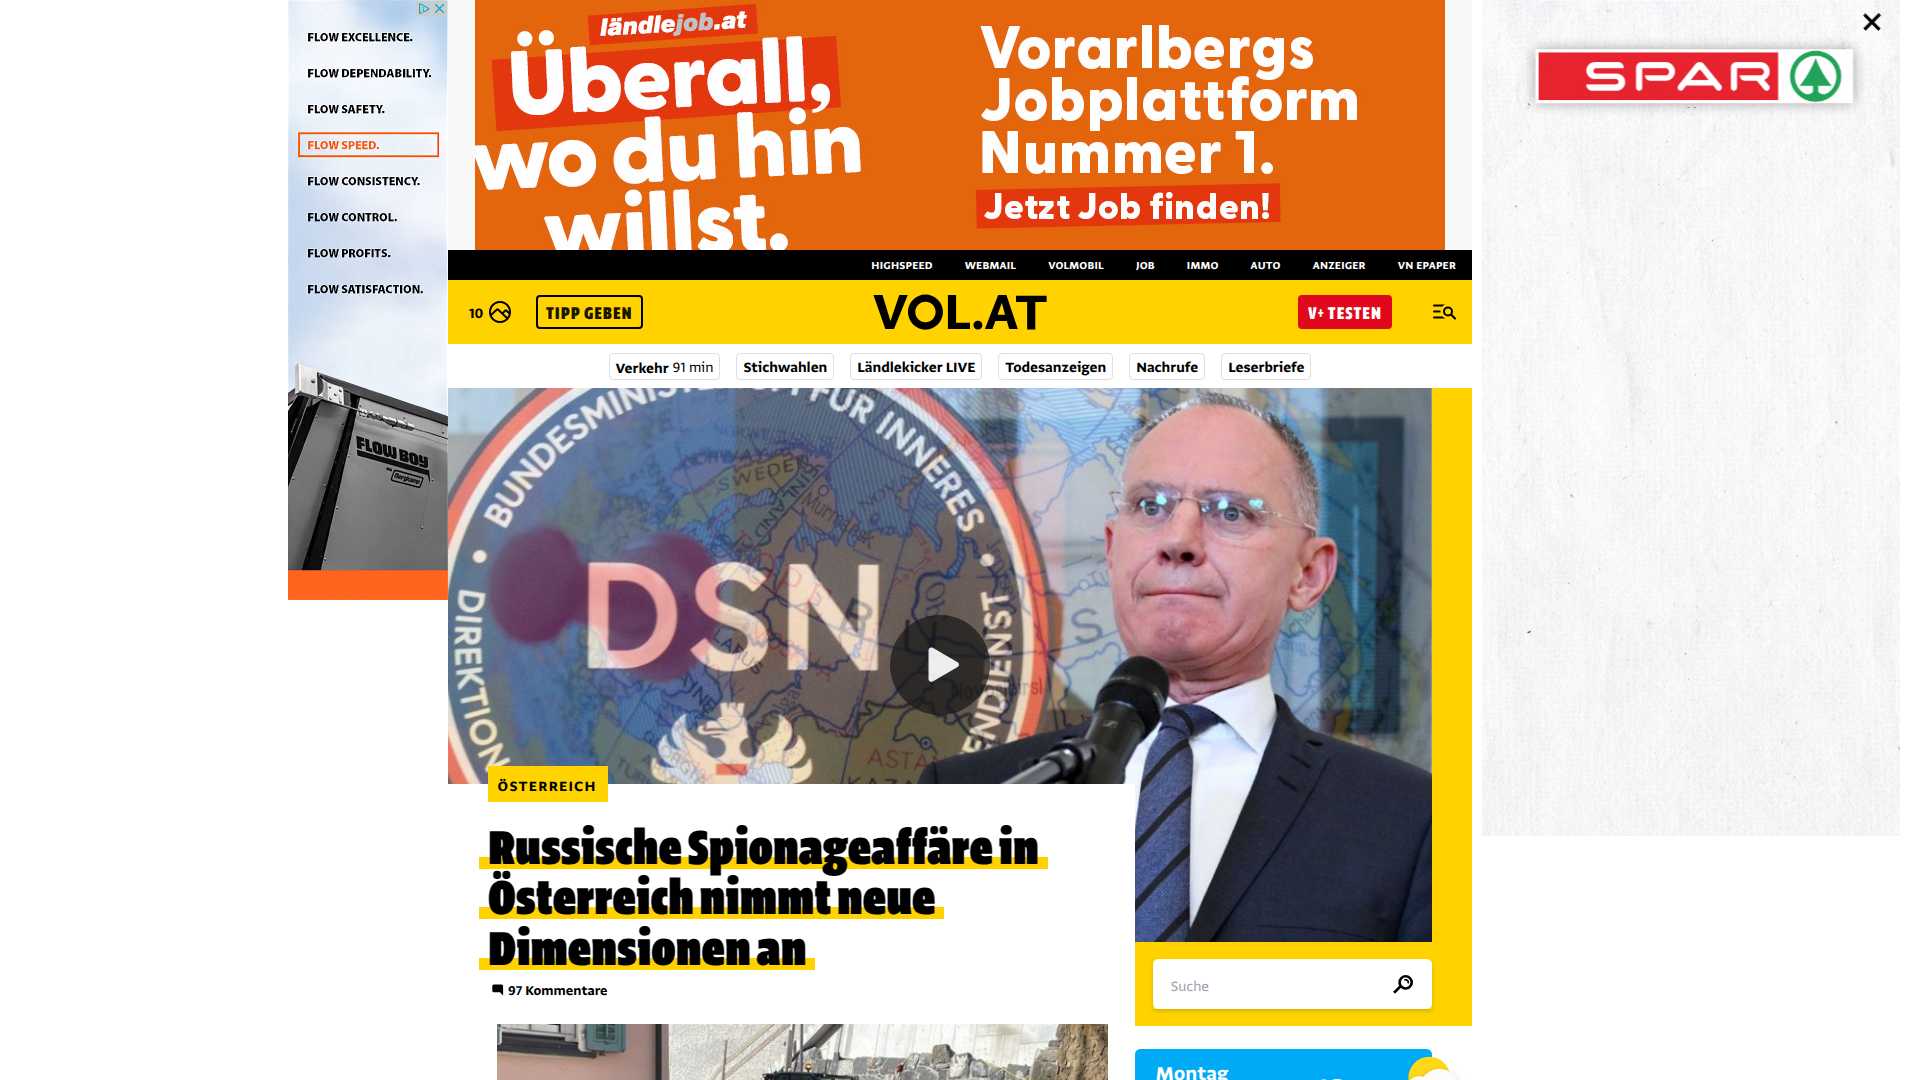 FLOW EXCELLENCE.
FLOW DEPENDABILITY.
FLOW SAFETY.
FLOW SPEED.
FLOW CONSISTENCY.
FLOW CONTROL.
FLOW PROFITS.
FLOW SATISFACTION.
FLOW BOY
ländlejob.at
Überall,
wo du hin
willst.
Vorarlbergs
Jobplattform
Nummer 1.
Jetzt Job finden!
SPAR
HIGHSPEED WEBMAIL VOLMOBIL JOB IMMO AUTO ANZEIGER VN EPAPER
10 TIPP GEBEN VOL.AT V+ TESTEN
Verkehr 91 min Stichwahlen Ländlekicker LIVE Todesanzeigen Nachrufe Leserbriefe
FÜR INNERES
DIREKTION
DSN
ÖSTERREICH
Russische Spionageaffäre in
Österreich nimmt neue
Dimensionen an
97 Kommentare
Suche
Montag